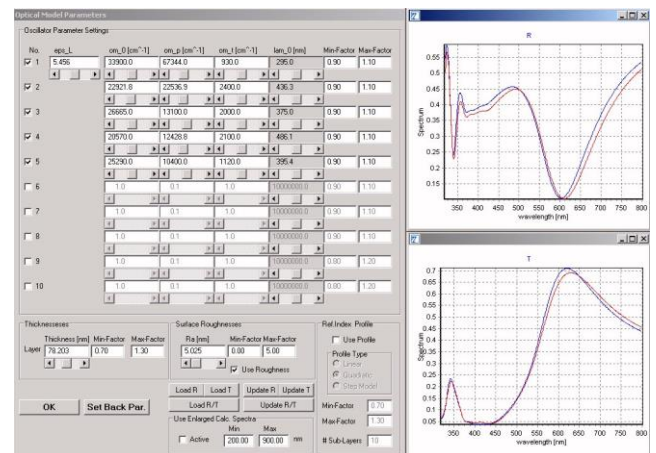 Optical Model Parameters
Oscillator Parameter Settings
No. eps_L om_0 [cm^-1] om_p [cm^-1] om_t [cm^-1] lam_0 [nm] Min-Factor Max-Factor
1 5.456 33900.0 67344.0 930.0 295.0 0.90 1.10
2 22921.8 22536.9 2400.0 436.3 0.90 1.10
3 26665.0 13100.0 2000.0 375.0 0.90 1.10
4 20570.0 12428.8 2100.0 486.1 0.90 1.10
5 25290.0 10400.0 1120.0 395.4 0.90 1.10
6 1.0 0.1 1.0 10000000.0 0.90 1.10
7 1.0 0.1 1.0 10000000.0 0.90 1.10
8 1.0 0.1 1.0 10000000.0 0.90 1.10
9 1.0 0.1 1.0 10000000.0 0.80 1.20
10 1.0 0.1 1.0 10000000.0 0.80 1.20
Thicknesseses
Thickness [nm] Min-Factor Max-Factor
Layer 78.203 0.70 1.30
Surface Roughnesses
Ra [nm] Min-Factor Max-Factor
5.025 0.00 5.00
Use Roughness
Ref.Index Profile
Use Profile
Profile Type
Linear
Quadratic
Step Model
Min-Factor 0.70
Max-Factor 1.30
# Sub-Layers 10
Load R Load T Update R Update T
Load R/T Update R/T
OK Set Back Par.
Use Enlarged Calc. Spectra
Min Max
Active 200.00 900.00 nm
R
Spectrum
0.55
0.5
0.45
0.4
0.35
0.3
0.25
0.2
0.15
350 400 450 500 550 600 650 700 750 800
wavelength [nm]
T
Spectrum
0.7
0.65
0.6
0.55
0.5
0.45
0.4
0.35
0.3
0.25
0.2
0.15
0.1
0.05
350 400 450 500 550 600 650 700 750 800
wavelength [nm]